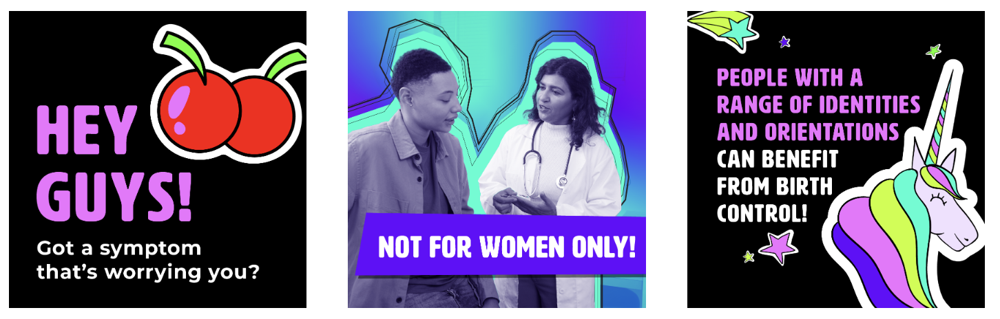 HEY
GUYS!
Got a symptom
that's worrying you?
NOT FOR WOMEN ONLY!
PEOPLE WITH A
RANGE OF IDENTITIES
AND ORIENTATIONS
CAN BENEFIT
FROM BIRTH
CONTROL!